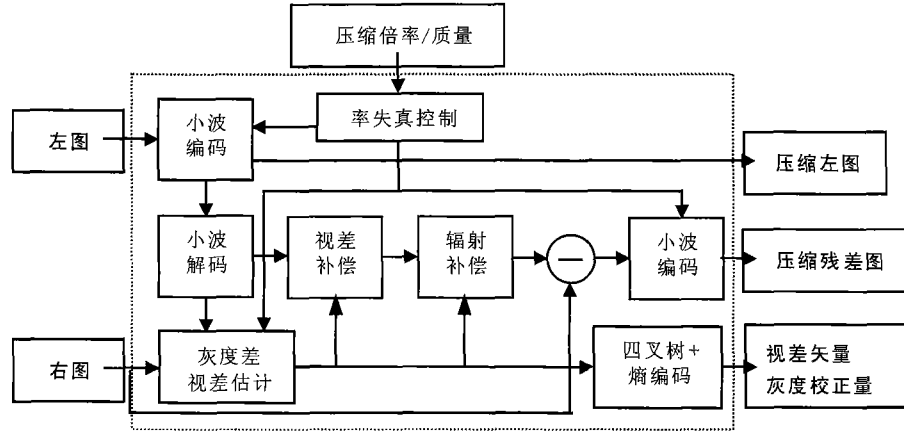 压缩倍率/质量
率失真控制
左图
小波
编码
压缩左图
小波
解码
视差
补偿
辐射
补偿
小波
编码
压缩残差图
右图
灰度差
视差估计
四叉树+
熵编码
视差矢量
灰度校正量